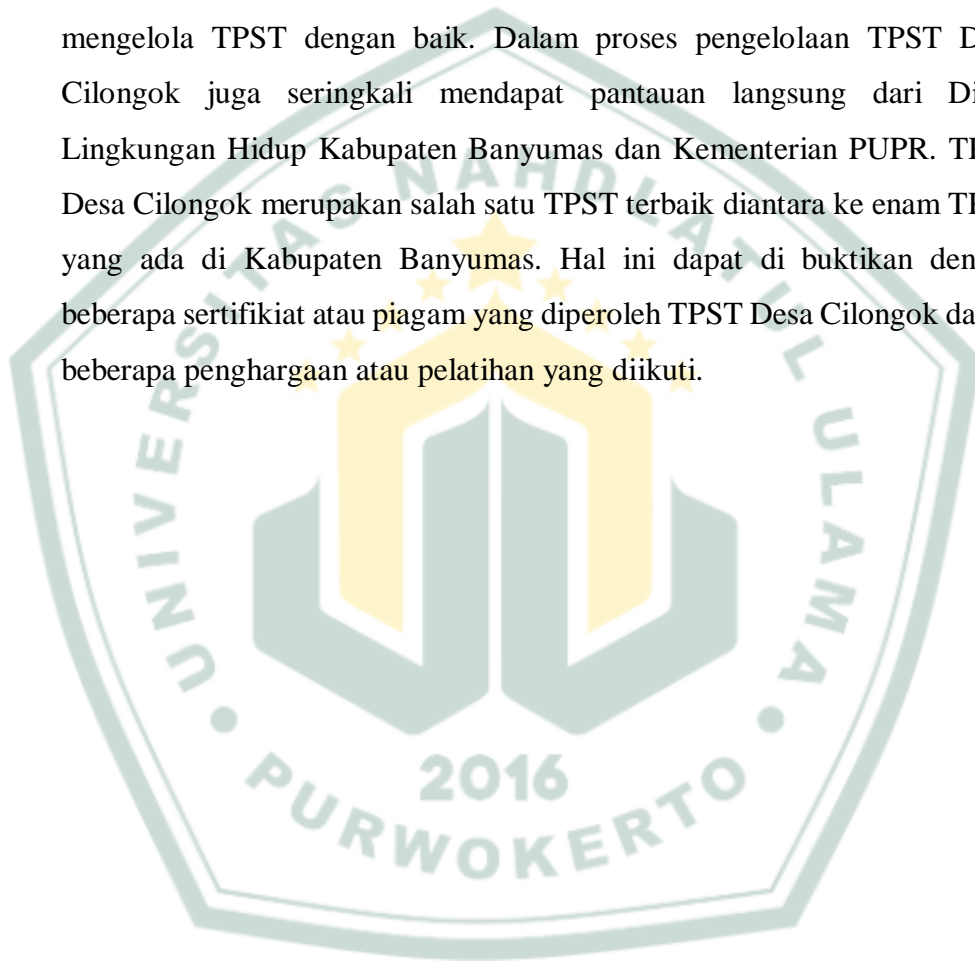 mengelola TPST dengan baik. Dalam proses pengelolaan TPST D
Cilongok juga seringkali mendapat pantauan langsung dari Di
Lingkungan Hidup Kabupaten Banyumas dan Kementerian PUPR. 
Desa Cilongok merupakan salah satu TPST terbaik diantara ke enam 
yang ada di Kabupaten Banyumas. Hal ini dapat di buktikan den
beberapa sertifikiat atau piagam yang diperoleh TPST Desa Cilongok da
beberapa penghargaan atau pelatihan yang diikuti.
UNIVERSITAS NAHDLATUL ULAMA
2016
PURWOKERTO